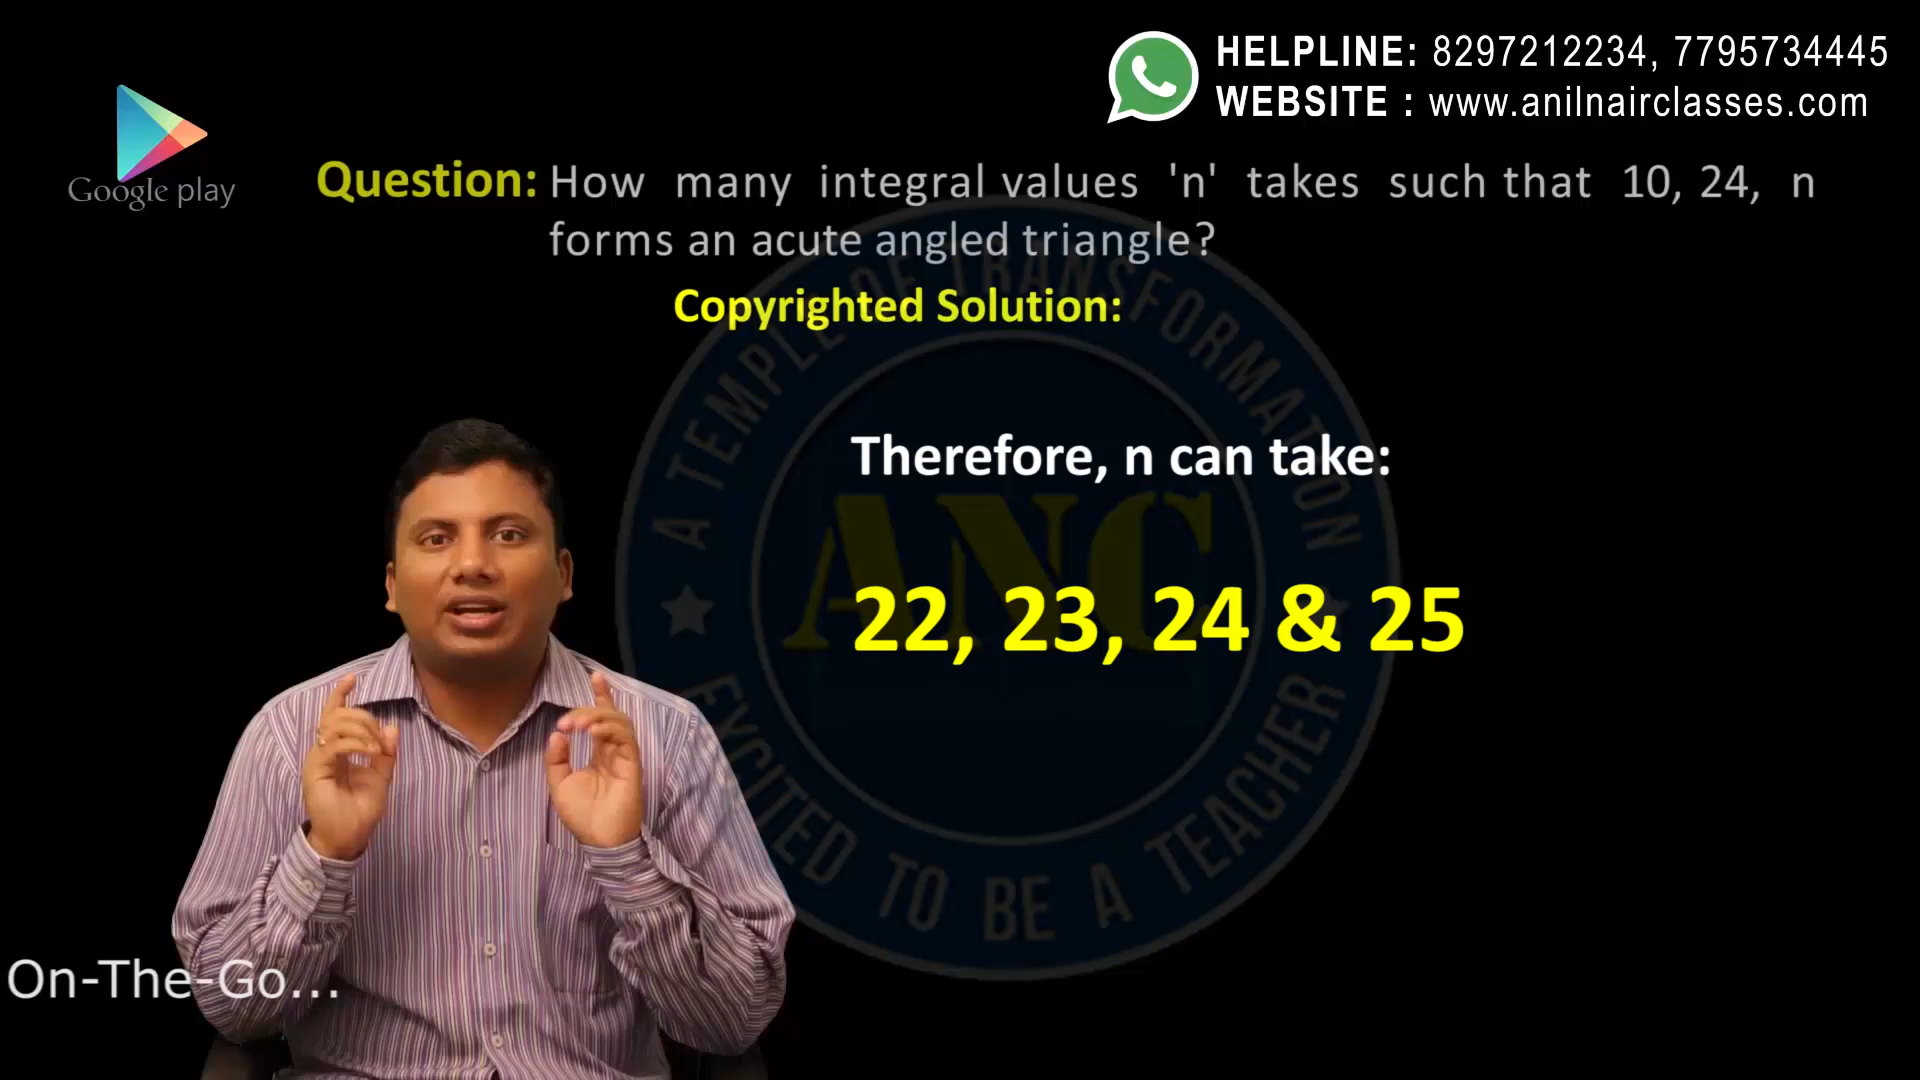 HELPLINE: 8297212234, 7795734445
WEBSITE : www.anilnairclasses.com
Google play
Question: How many integral values 'n' takes such that 10, 24, n
forms an acute angled triangle?
Copyrighted Solution:
Therefore, n can take:
22, 23, 24 & 25
A TEMPLE OF TRANSFORMATION
ANC
EXCITED TO BE A TEACHER
On-The-Go...